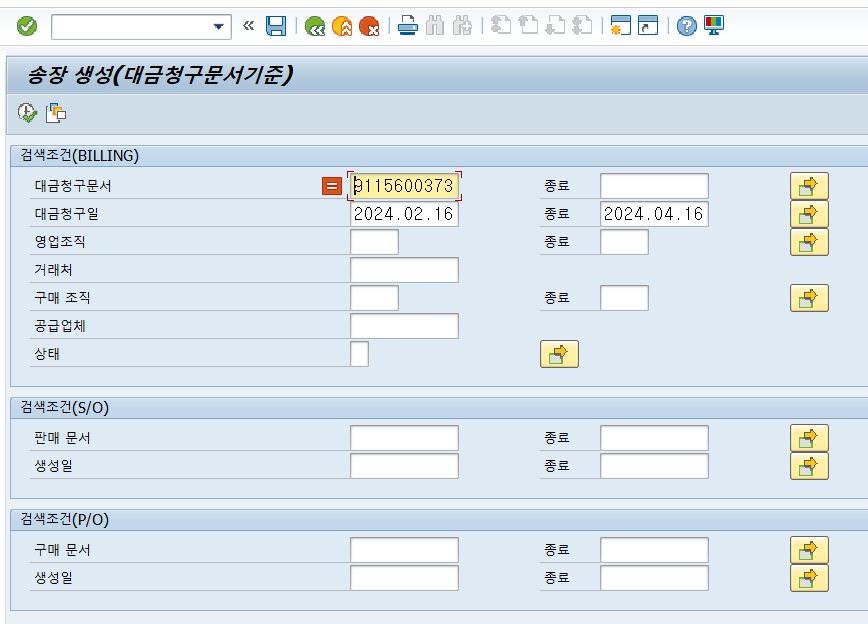 송장 생성(대금청구문서기준)
검색조건(BILLING)
대금청구문서 9115600373 종료
대금청구일 2024.02.16 종료 2024.04.16
영업조직 종료
거래처
구매 조직 종료
공급업체
상태
검색조건(S/O)
판매 문서 종료
생성일 종료
검색조건(P/O)
구매 문서 종료
생성일 종료